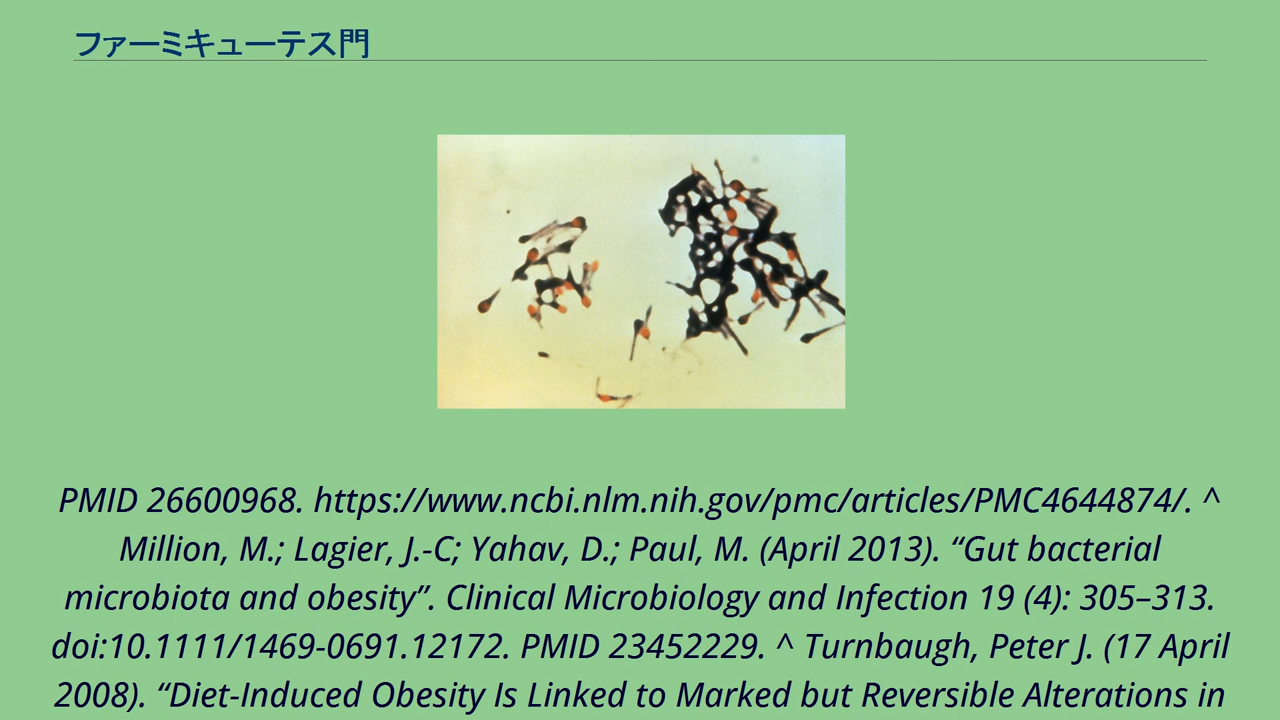 ファーミキューテス門
PMID 26600968. https://www.ncbi.nlm.nih.gov/pmc/articles/PMC4644874/. ^
Million, M.; Lagier, J.-C; Yahav, D.; Paul, M. (April 2013). “Gut bacterial
microbiota and obesity”. Clinical Microbiology and Infection 19 (4): 305–313.
doi:10.1111/1469-0691.12172. PMID 23452229. ^ Turnbaugh, Peter J. (17 April
2008). “Diet-Induced Obesity Is Linked to Marked but Reversible Alterations in